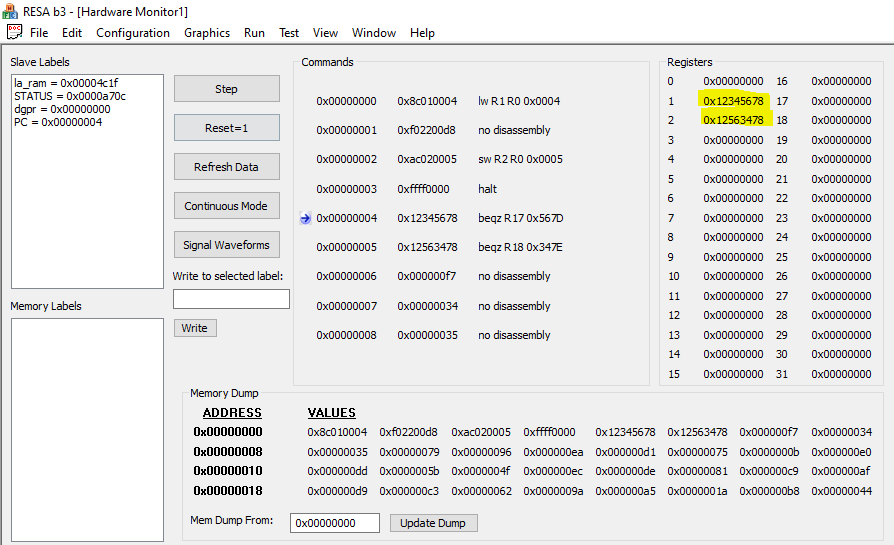 RESA b3 - [Hardware Monitor1]
File Edit Configuration Graphics Run Test View Window Help
Slave Labels
la_ram = 0x00004c1f
STATUS = 0x0000a70c
dgpr = 0x00000000
PC = 0x00000004
Memory Labels
Step
Reset=1
Refresh Data
Continuous Mode
Signal Waveforms
Write to selected label:
Write
Commands
0x00000000 0x8c010004 lw R1 R0 0x0004
0x00000001 0xf02200d8 no disassembly
0x00000002 0xac020005 sw R2 R0 0x0005
0x00000003 0xffff0000 halt
0x00000004 0x12345678 beqz R17 0x567D
0x00000005 0x12563478 beqz R18 0x347E
0x00000006 0x000000f7 no disassembly
0x00000007 0x00000034 no disassembly
0x00000008 0x00000035 no disassembly
Registers
0 0x00000000 16 0x00000000
1 0x12345678 17 0x00000000
2 0x12563478 18 0x00000000
3 0x00000000 19 0x00000000
4 0x00000000 20 0x00000000
5 0x00000000 21 0x00000000
6 0x00000000 22 0x00000000
7 0x00000000 23 0x00000000
8 0x00000000 24 0x00000000
9 0x00000000 25 0x00000000
10 0x00000000 26 0x00000000
11 0x00000000 27 0x00000000
12 0x00000000 28 0x00000000
13 0x00000000 29 0x00000000
14 0x00000000 30 0x00000000
15 0x00000000 31 0x00000000
Memory Dump
ADDRESS VALUES
0x00000000 0x8c010004 0xf02200d8 0xac020005 0xffff0000 0x12345678 0x12563478 0x000000f7 0x00000034
0x00000008 0x00000035 0x00000079 0x00000096 0x000000ea 0x000000d1 0x00000075 0x0000000b 0x000000e0
0x00000010 0x000000dd 0x0000005b 0x0000004f 0x000000ec 0x000000de 0x00000081 0x000000c9 0x000000af
0x00000018 0x000000d9 0x000000c3 0x00000062 0x0000009a 0x000000a5 0x0000001a 0x000000b8 0x00000044
Mem Dump From: 0x00000000 Update Dump